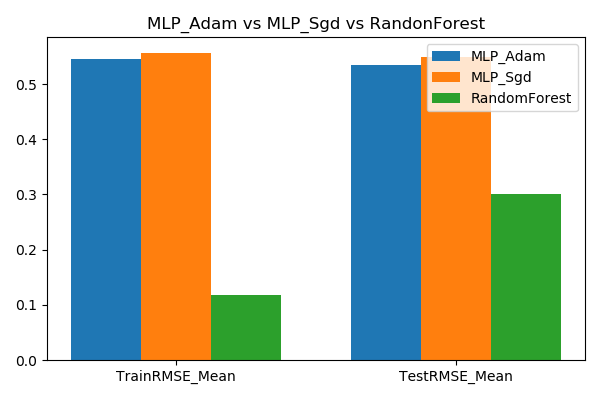 MLP_Adam vs MLP_Sgd vs RandonForest
MLP_Adam
MLP_Sgd
RandomForest
0.5
0.4
0.3
0.2
0.1
0.0
TrainRMSE_Mean
TestRMSE_Mean